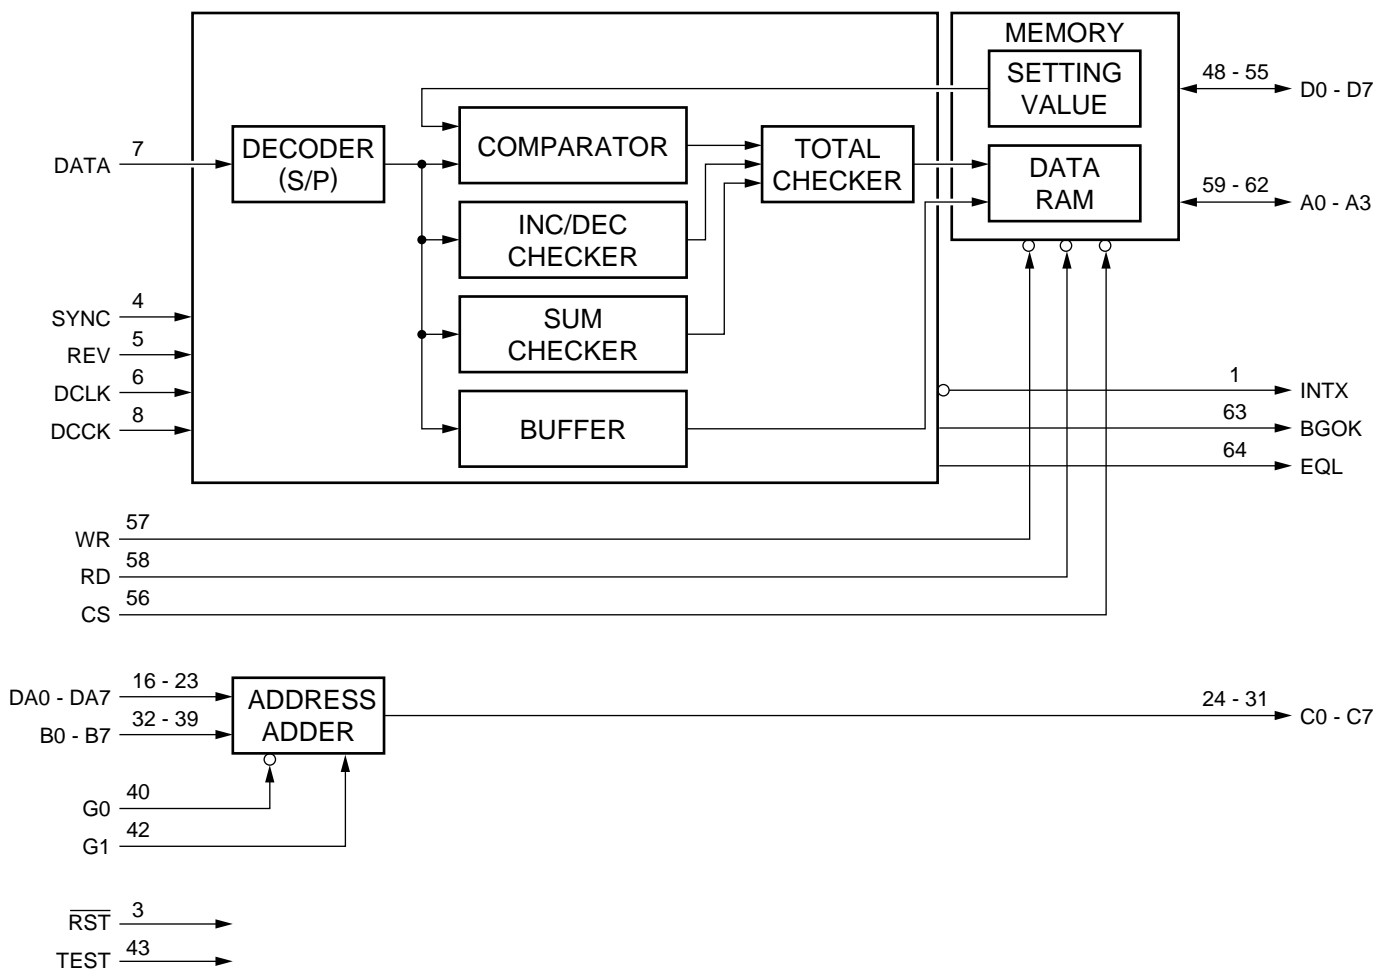 MEMORY
SETTING
VALUE
48 - 55
D0 - D7
DATA
7
DECODER
(S/P)
COMPARATOR
TOTAL
CHECKER
DATA
RAM
59 - 62
A0 - A3
INC/DEC
CHECKER
SYNC
4
REV
5
DCLK
6
DCCK
8
SUM
CHECKER
BUFFER
1
INTX
63
BGOK
64
EQL
WR
57
RD
58
CS
56
DA0 - DA7
16 - 23
B0 - B7
32 - 39
ADDRESS
ADDER
24 - 31
C0 - C7
G0
40
G1
42
R̅S̅T̅
3
TEST
43